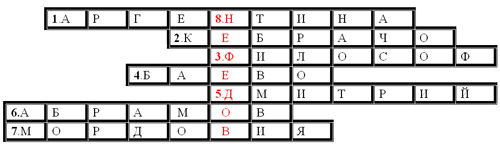 1.А Р Г Е 8.Н Т И Н А
2.К Е Б Р А Ч О
3.Ф И Л О С О Ф
4.Б А Е В О
5.Д М И Т Р И Й
6.А Б Р А М О В
7.М О Р Д О В И Я